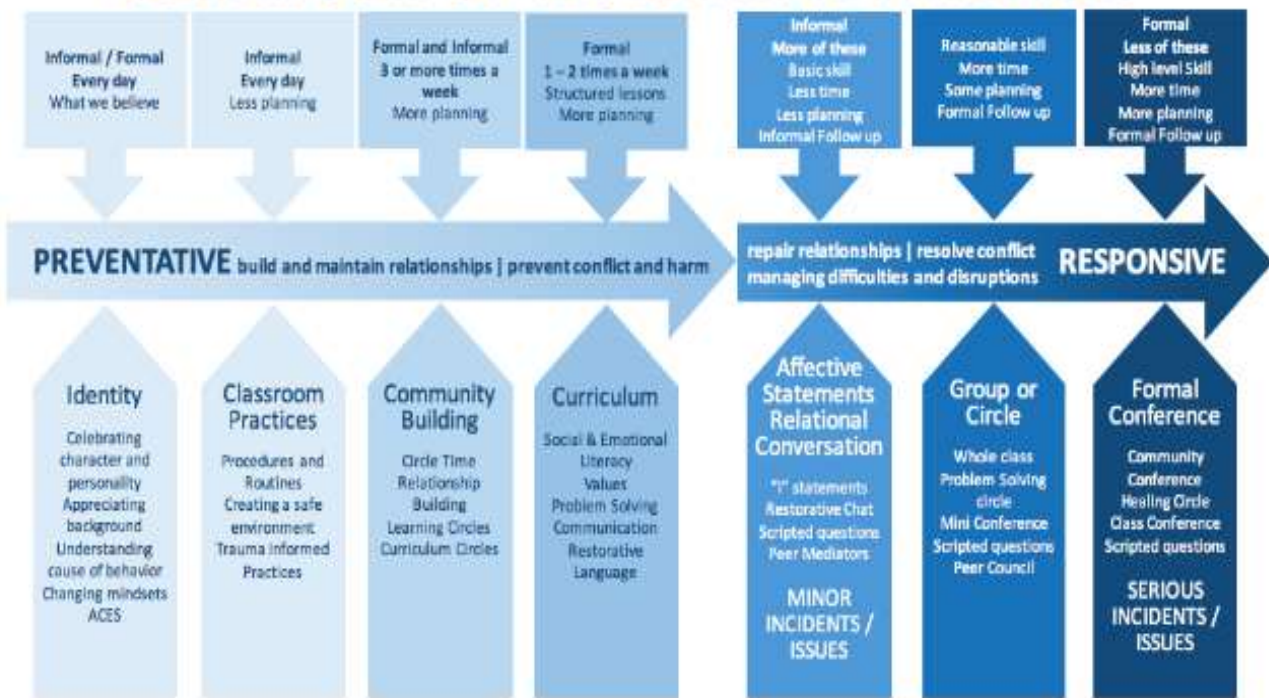 Informal / Formal
Every day
What we believe
Informal
Every day
Less planning
Formal and Informal
3 or more times a
week
More planning
Formal
1 – 2 times a week
Structured lessons
More planning
Informal
More of these
Basic skill
Less time
Less planning
Informal Follow up
Reasonable skill
More time
Some planning
Formal Follow up
Formal
Less of these
High level Skill
More time
More planning
Formal Follow up
PREVENTATIVE build and maintain relationships | prevent conflict and harm
repair relationships | resolve conflict
managing difficulties and disruptions
RESPONSIVE
Identity
Celebrating
character and
personality
Appreciating
background
Understanding
cause of behavior
Changing mindsets
ACES
Classroom
Practices
Procedures and
Routines
Creating a safe
environment
Trauma Informed
Practices
Community
Building
Circle Time
Relationship
Building
Learning Circles
Curriculum Circles
Curriculum
Social & Emotional
Literacy
Values
Problem Solving
Communication
Restorative
Language
Affective
Statements
Relational
Conversation
"I" statements
Restorative Chat
Scripted questions
Peer Mediators
MINOR
INCIDENTS /
ISSUES
Group or
Circle
Whole class
Problem Solving
circle
Mini Conference
Scripted questions
Peer Council
Formal
Conference
Community
Conference
Healing Circle
Class Conference
Scripted questions
SERIOUS
INCIDENTS /
ISSUES